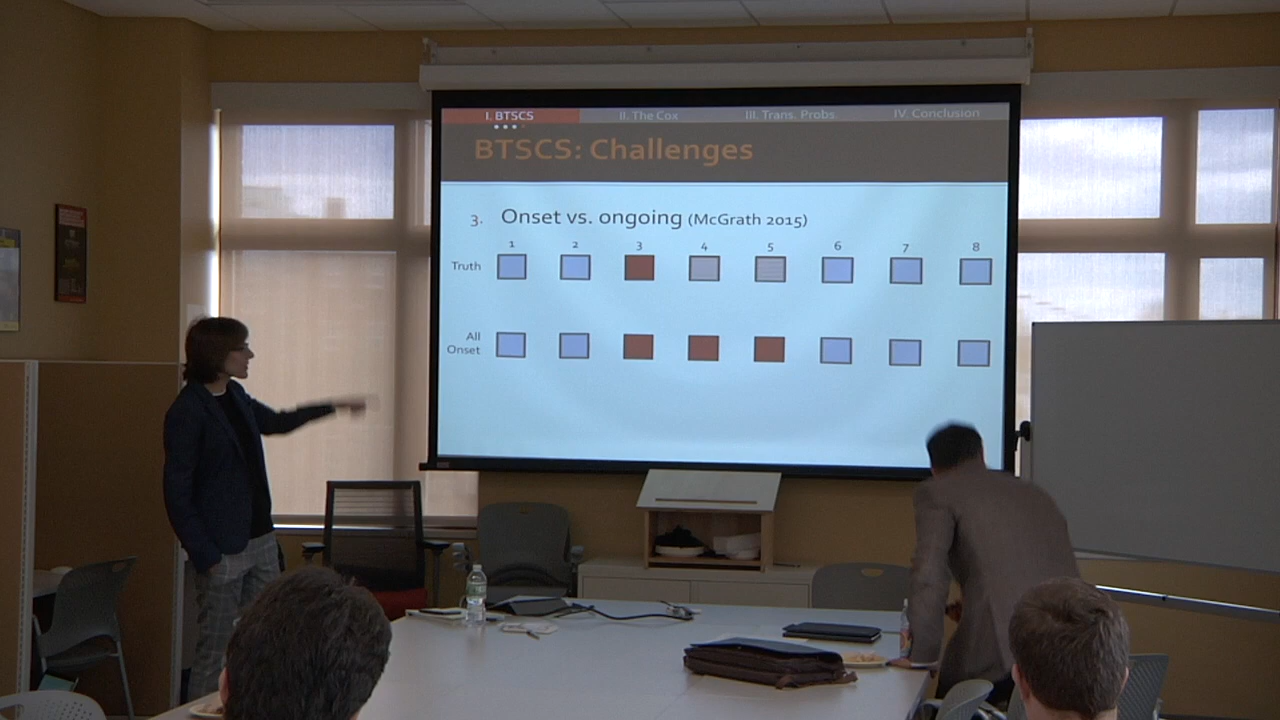 I. BTSCS II. The Cox III. Trans. Probs. IV. Conclusion
BTSCS: Challenges
3. Onset vs. ongoing (McGrath 2015)
1 2 3 4 5 6 7 8
Truth
All
Onset